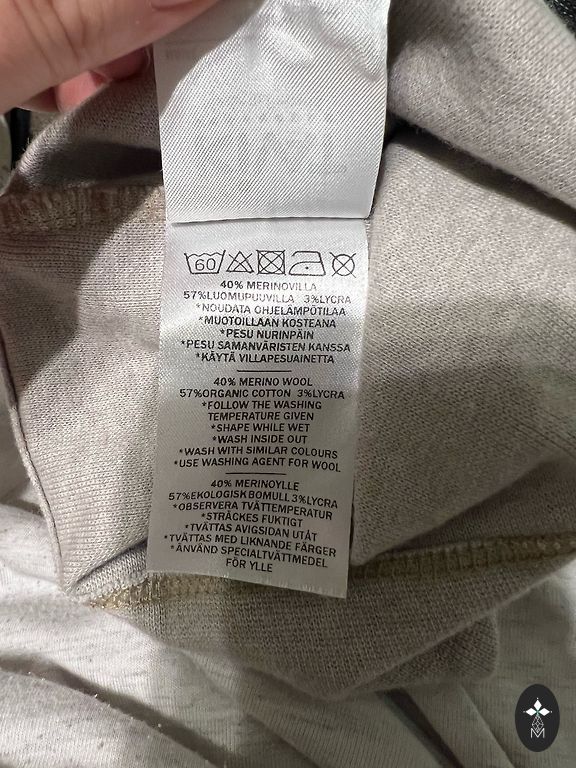 60
40% MERINOVILLA
57%LUOMUPUUVILLA 3%LYCRA
*NOUDATA OHJELÄMPÖTILAA
*MUOTOILLAAN KOSTEANA
*PESU NURINPÄIN
*PESU SAMANVÄRISTEN KANSSA
*KÄYTÄ VILLAPESUAINETTA
40% MERINO WOOL
57%ORGANIC COTTON 3%LYCRA
*FOLLOW THE WASHING
TEMPERATURE GIVEN
*SHAPE WHILE WET
*WASH INSIDE OUT
*WASH WITH SIMILAR COLOURS
*USE WASHING AGENT FOR WOOL
40% MERINOYLLE
57%EKOLOGISK BOMULL 3%LYCRA
*OBSERVERA TVÄTTEMPERATUR
*STRÄCKES FUKTIGT
*TVÄTTAS AVIGSIDAN UTÅT
*TVÄTTAS MED LIKNANDE FÄRGER
*ANVÄND SPECIALTVÄTTMEDEL
FÖR YLLE
M